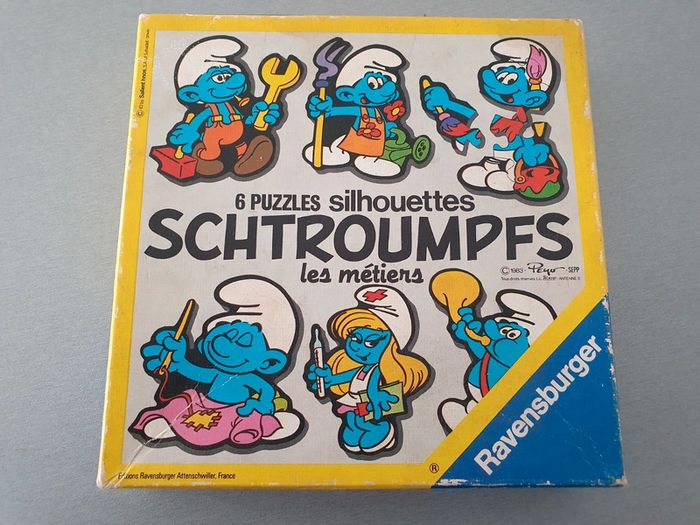 6 PUZZLES silhouettes
SCHTROUMPFS
les métiers
© 1983 - Peyo - SEPP
Ravensburger
®
Editions Ravensburger Attenschwiller, France